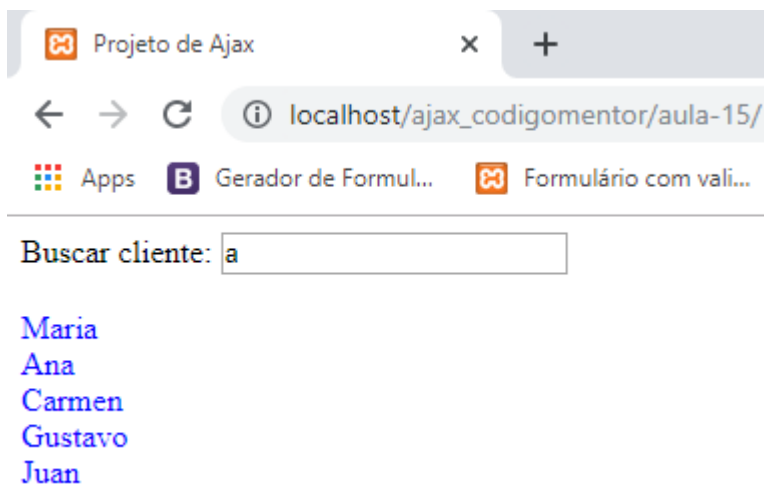 Projeto de Ajax
localhost/ajax_codigomentor/aula-15/
Apps B Gerador de Formul... Formulário com vali...
Buscar cliente: a
Maria
Ana
Carmen
Gustavo
Juan